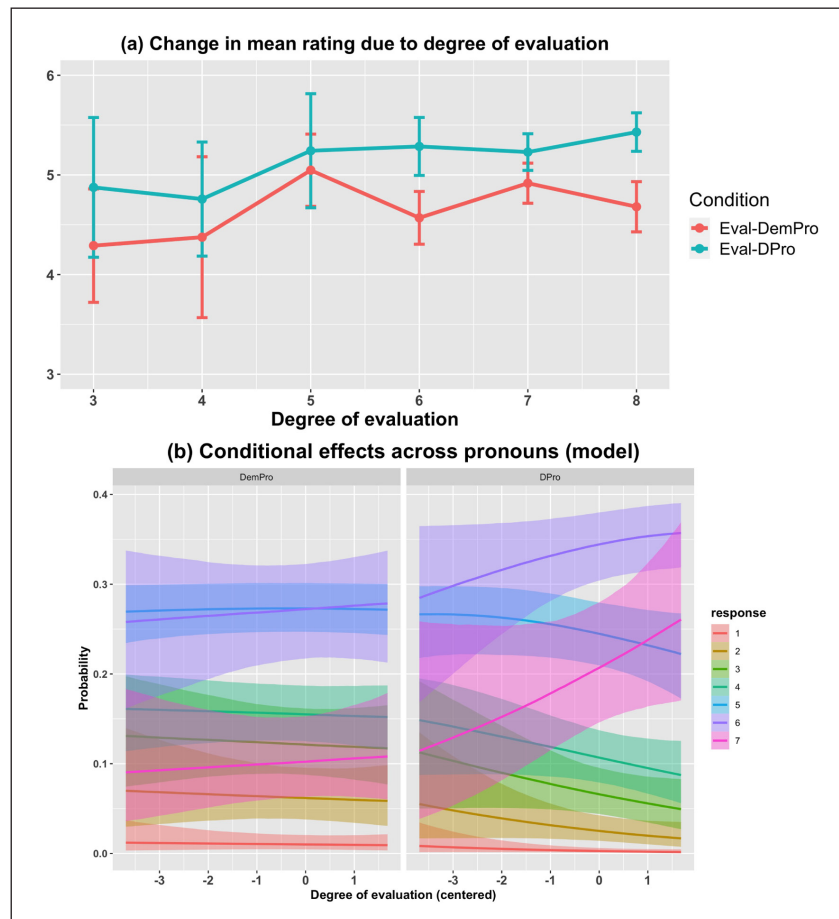 (a) Change in mean rating due to degree of evaluation
6
5
4
3
3 4 5 6 7 8
Degree of evaluation
Condition
Eval-DemPro
Eval-DPro
(b) Conditional effects across pronouns (model)
DemPro DPro
0.4
0.3
0.2
0.1
0.0
Probability
-3 -2 -1 0 1 -3 -2 -1 0 1
Degree of evaluation (centered)
response
1
2
3
4
5
6
7